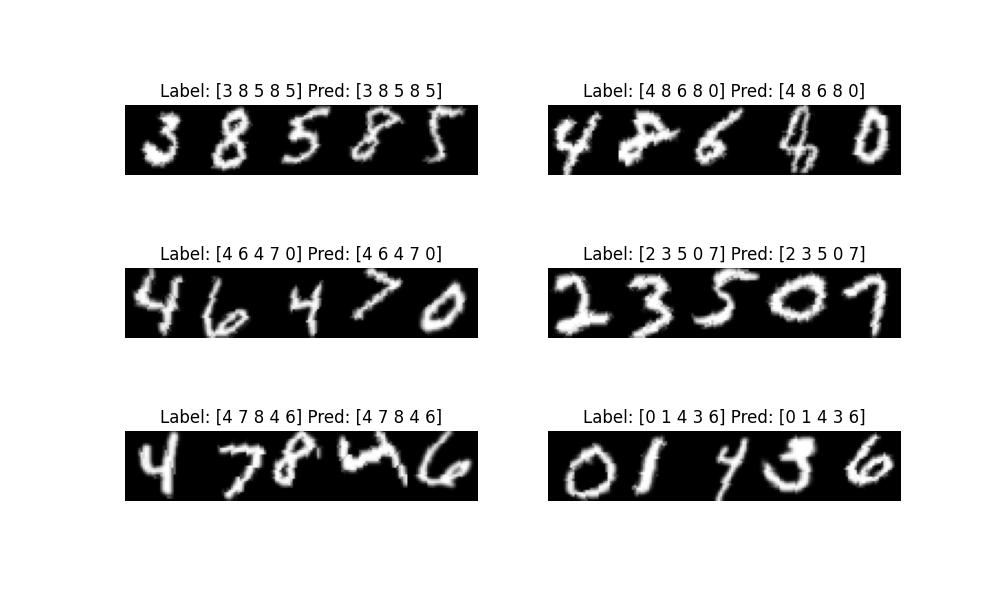 Label: [3 8 5 8 5] Pred: [3 8 5 8 5]
3 8 5 8 5
Label: [4 8 6 8 0] Pred: [4 8 6 8 0]
4 8 6 8 0
Label: [4 6 4 7 0] Pred: [4 6 4 7 0]
4 6 4 7 0
Label: [2 3 5 0 7] Pred: [2 3 5 0 7]
2 3 5 0 7
Label: [4 7 8 4 6] Pred: [4 7 8 4 6]
4 7 8 4 6
Label: [0 1 4 3 6] Pred: [0 1 4 3 6]
0 1 4 3 6